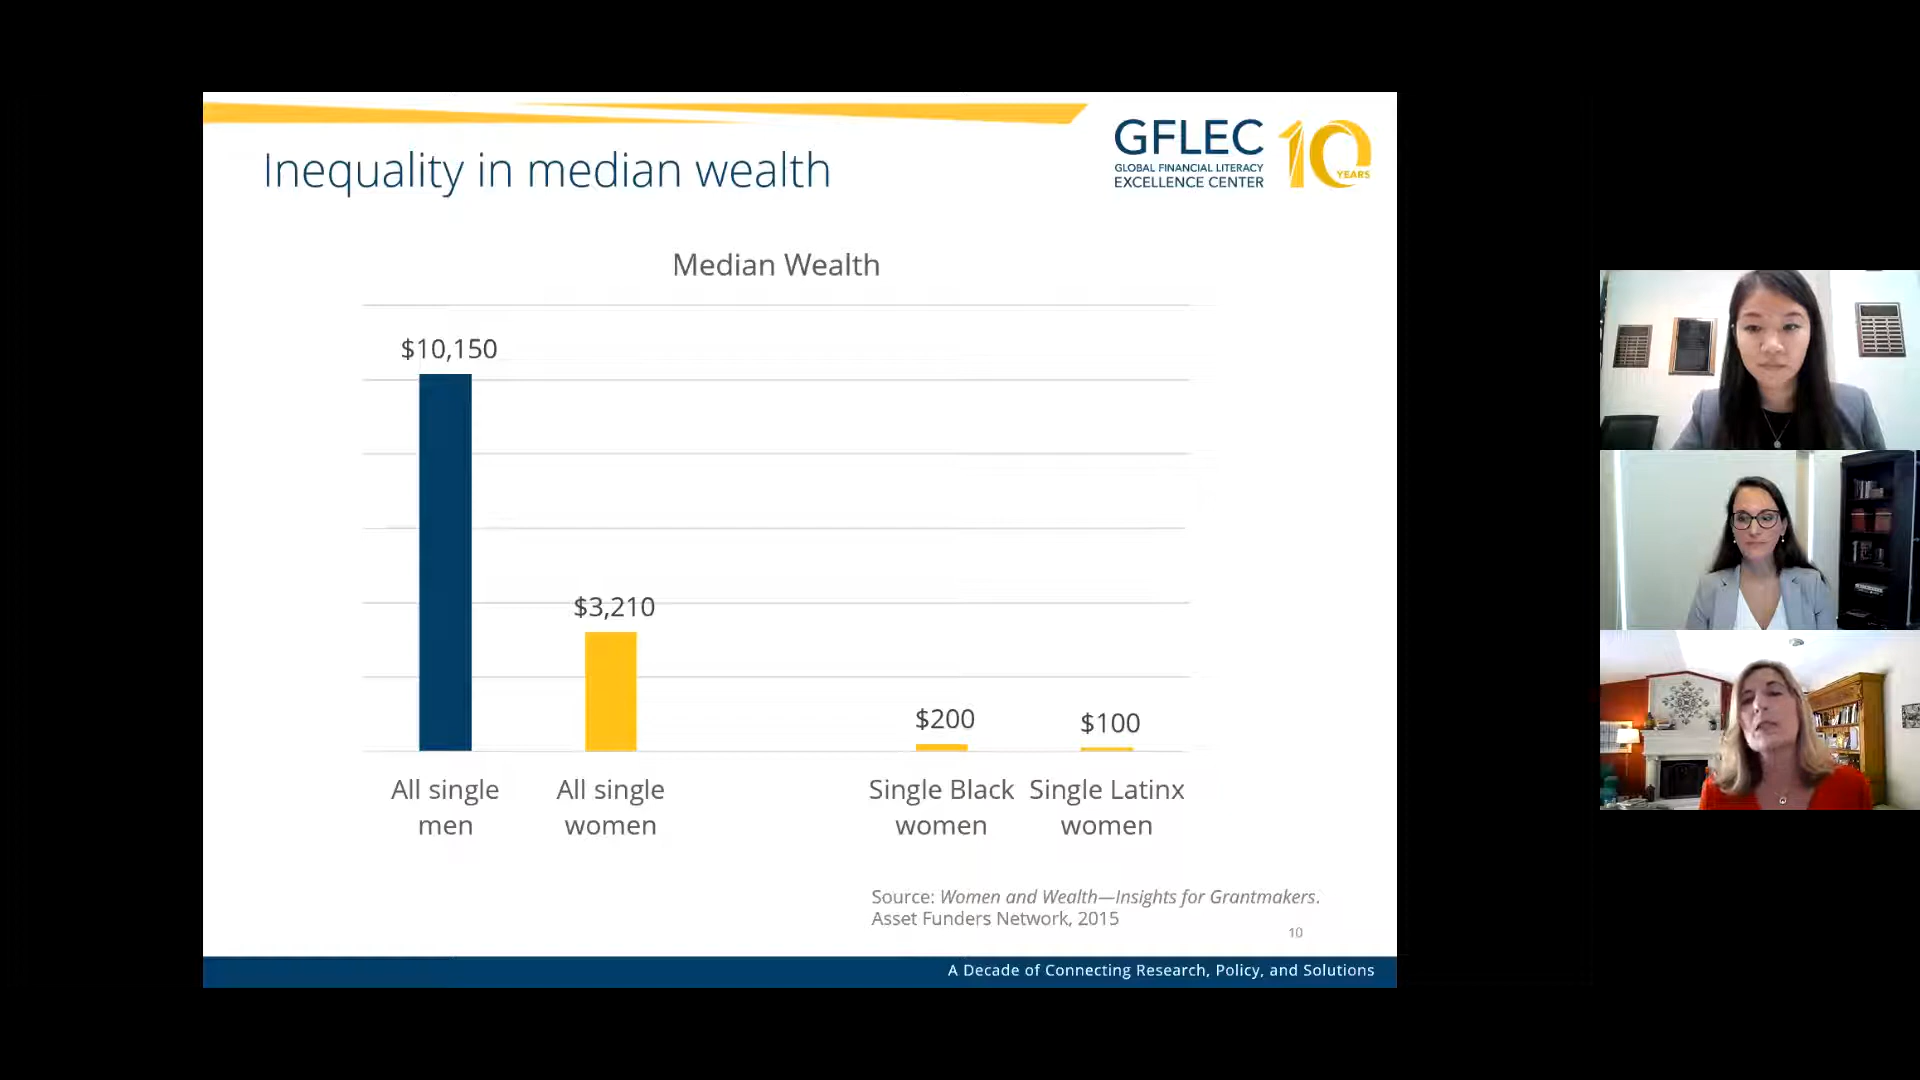 Inequality in median wealth
GFLEC
GLOBAL FINANCIAL LITERACY
EXCELLENCE CENTER
10
YEARS
Median Wealth
$10,150
$3,210
$200
$100
All single
men
All single
women
Single Black
women
Single Latinx
women
Source: Women and Wealth—Insights for Grantmakers.
Asset Funders Network, 2015
10
A Decade of Connecting Research, Policy, and Solutions